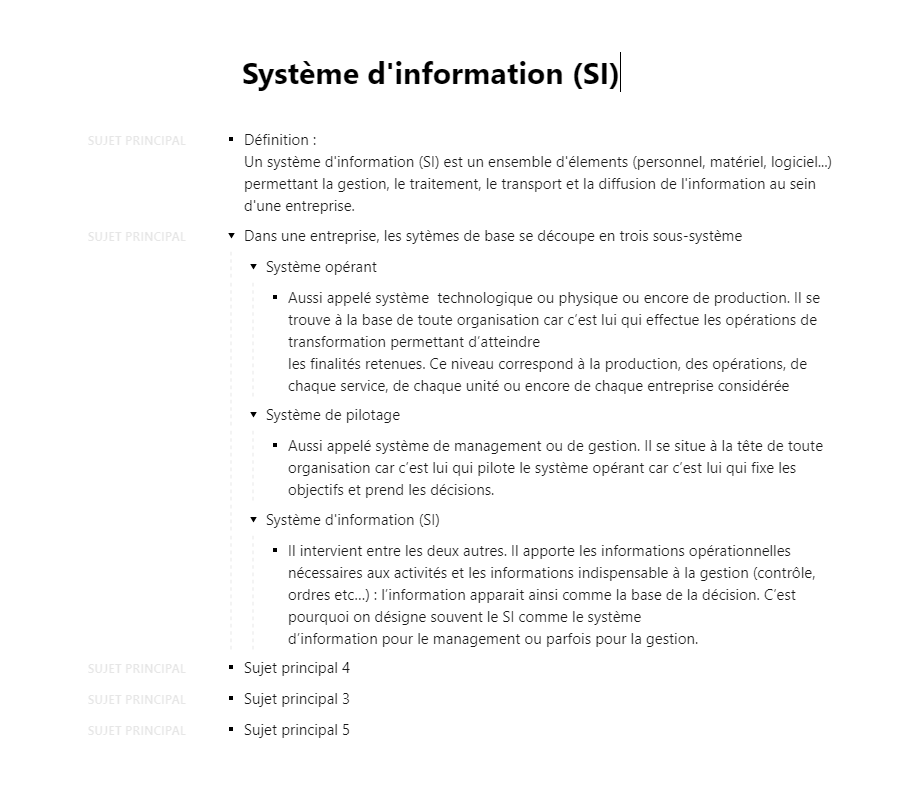 Système d'information (SI)
SUJET PRINCIPAL
Définition :
Un système d'information (SI) est un ensemble d'élements (personnel, matériel, logiciel...)
permettant la gestion, le traitement, le transport et la diffusion de l'information au sein
d'une entreprise.
SUJET PRINCIPAL
Dans une entreprise, les sytèmes de base se découpe en trois sous-système
Système opérant
Aussi appelé système  technologique ou physique ou encore de production. Il se
trouve à la base de toute organisation car c’est lui qui effectue les opérations de
transformation permettant d’atteindre
les finalités retenues. Ce niveau correspond à la production, des opérations, de
chaque service, de chaque unité ou encore de chaque entreprise considérée
Système de pilotage
Aussi appelé système de management ou de gestion. Il se situe à la tête de toute
organisation car c’est lui qui pilote le système opérant car c’est lui qui fixe les
objectifs et prend les décisions.
Système d'information (SI)
Il intervient entre les deux autres. Il apporte les informations opérationnelles
nécessaires aux activités et les informations indispensable à la gestion (contrôle,
ordres etc…) : l’information apparait ainsi comme la base de la décision. C’est
pourquoi on désigne souvent le SI comme le système
d’information pour le management ou parfois pour la gestion.
SUJET PRINCIPAL
Sujet principal 4
SUJET PRINCIPAL
Sujet principal 3
SUJET PRINCIPAL
Sujet principal 5